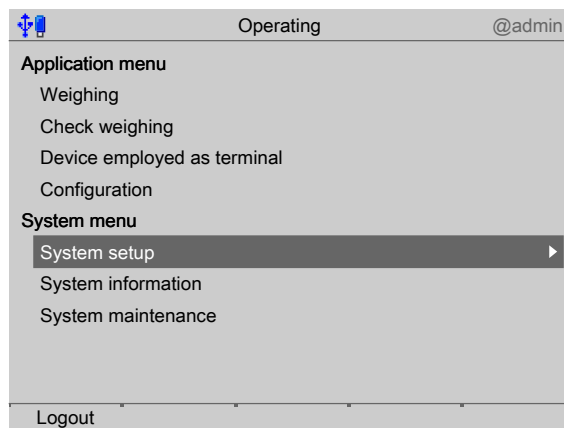 Operating @admin
Application menu
Weighing
Check weighing
Device employed as terminal
Configuration
System menu
System setup
System information
System maintenance
Logout